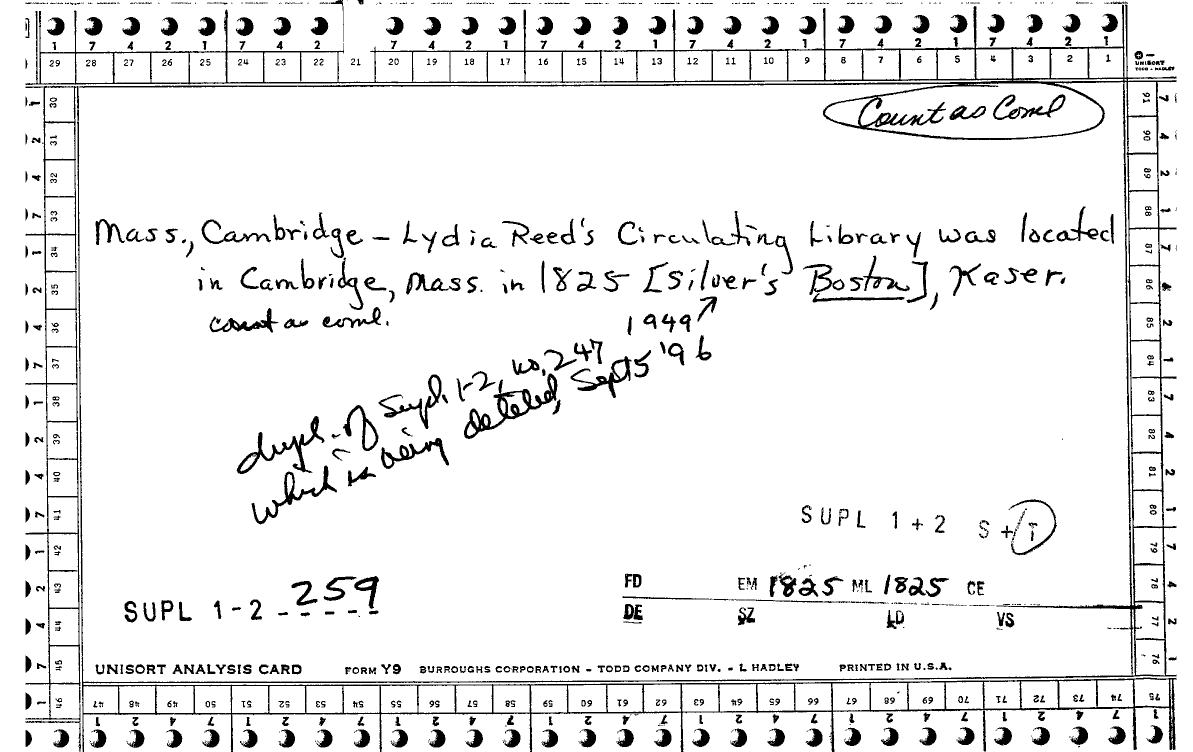 1 7 4 2 1 7 4 2 7 4 2 1 7 4 2 1 7 4 2 1 7 4 2 1 7 4 2 1
29 28 27 26 25 24 23 22 21 20 19 18 17 16 15 14 13 12 11 10 9 8 7 6 5 4 3 2 1
UNISORT
TODD - HADLEY
Count as Coml
Mass., Cambridge - Lydia Reed's Circulating Library was located
in Cambridge, Mass. in 1825 [Silver's Boston], Kaser.
count as coml.
1949
dupl. of Supl. 1-2, no. 247
which is being deleted, Sept 5 '96
SUPL 1+2 S+T
SUPL 1-2 259
FD EM 1825 ML 1825 CE
DE SZ LD VS
UNISORT ANALYSIS CARD FORM Y9 BURROUGHS CORPORATION - TODD COMPANY DIV. - L HADLEY PRINTED IN U.S.A.
30 31 32 33 34 35 36 37 38 39 40 41 42 43 44 45 46
91 90 89 88 87 86 85 84 83 82 81 80 79 78 77 76 75
47 48 49 50 51 52 53 54 55 56 57 58 59 60 61 62 63 64 65 66 67 68 69 70 71 72 73 74